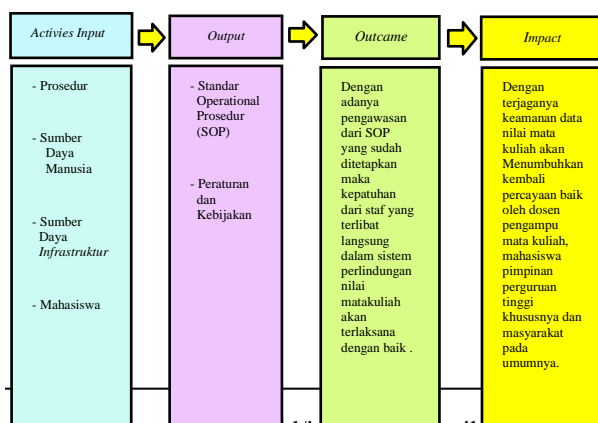 Activies Input
Output
Outcame
Impact
- Prosedur
- Sumber
Daya
Manusia
- Sumber
Daya
Infrastruktur
- Mahasiswa
- Standar
Operational
Prosedur
(SOP)
- Peraturan
dan
Kebijakan
Dengan
adanya
pengawasan
dari SOP
yang sudah
ditetapkan
maka
kepatuhan
dari staf yang
terlibat
langsung
dalam sistem
perlindungan
nilai
matakuliah
akan
terlaksana
dengan baik .
Dengan
terjaganya
keamanan data
nilai mata
kuliah akan
Menumbuhkan
kembali
percayaan baik
oleh dosen
pengampu
mata kuliah,
mahasiswa
pimpinan
perguruan
tinggi
khususnya dan
masyarakat
pada
umumnya.